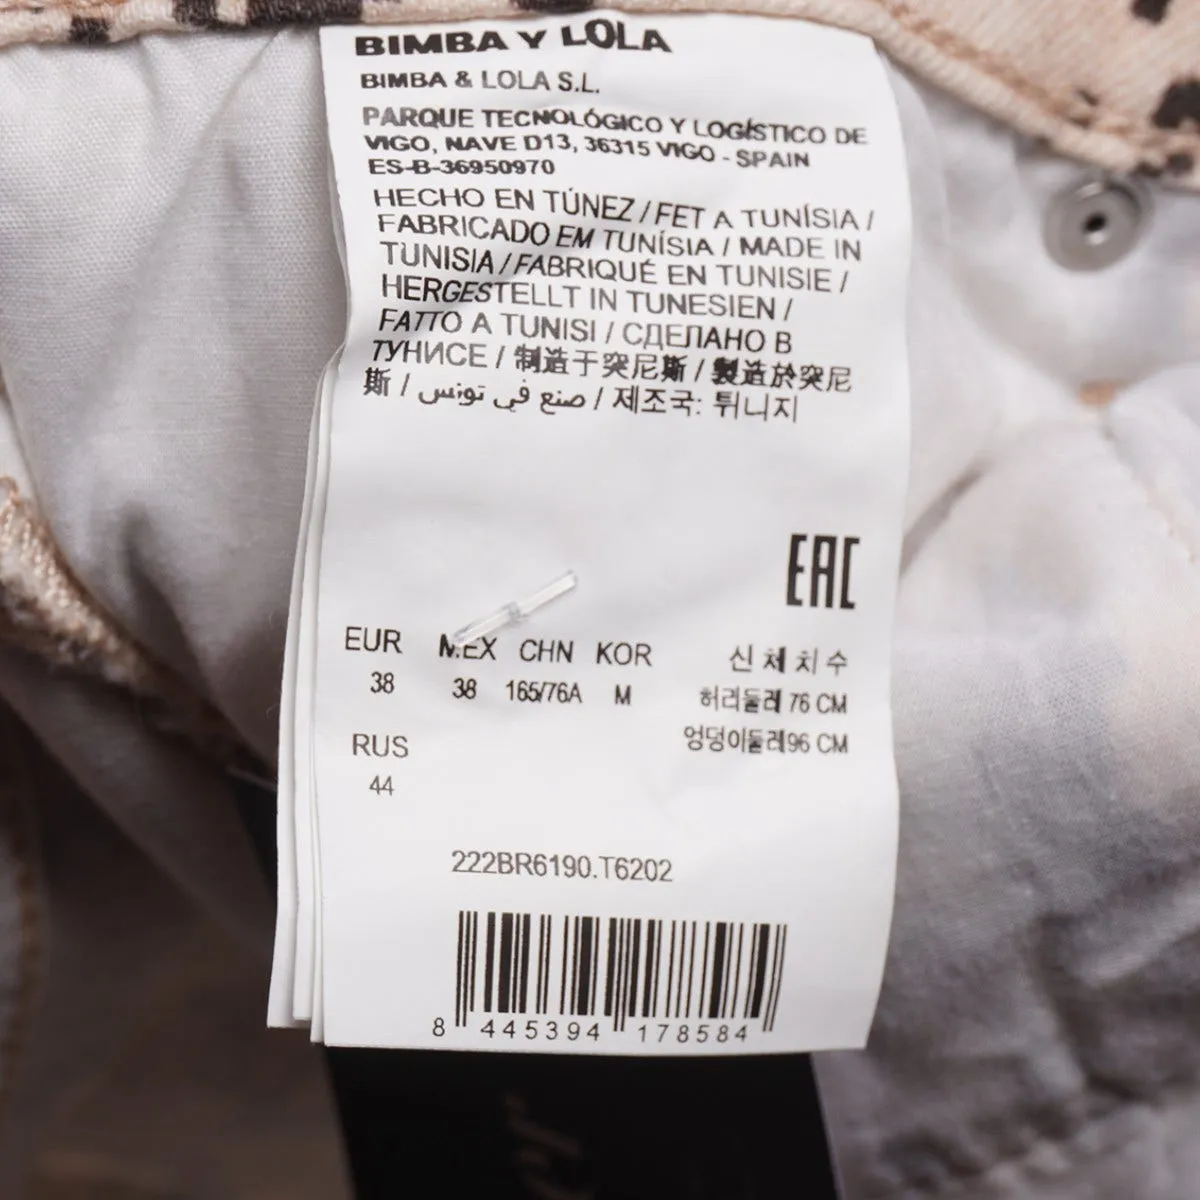 BIMBA Y LOLA
BIMBA & LOLA S.L.
PARQUE TECNOLÓGICO Y LOGÍSTICO DE
VIGO, NAVE D13, 36315 VIGO - SPAIN
ES-B-36950970
HECHO EN TÚNEZ / FET A TUNÍSIA /
FABRICADO EM TUNÍSIA / MADE IN
TUNISIA / FABRIQUÉ EN TUNISIE /
HERGESTELLT IN TUNESIEN /
FATTO A TUNISI / СДЕЛАНО В
ТУНИСЕ / 制造于突尼斯 / 製造於突尼
斯 / صنع في تونس / 제조국: 튀니지
EAC
EUR MEX CHN KOR 신체치수
38 38 165/76A M 허리둘레 76 CM
엉덩이둘레96 CM
RUS
44
222BR6190.T6202
8 445394 178584